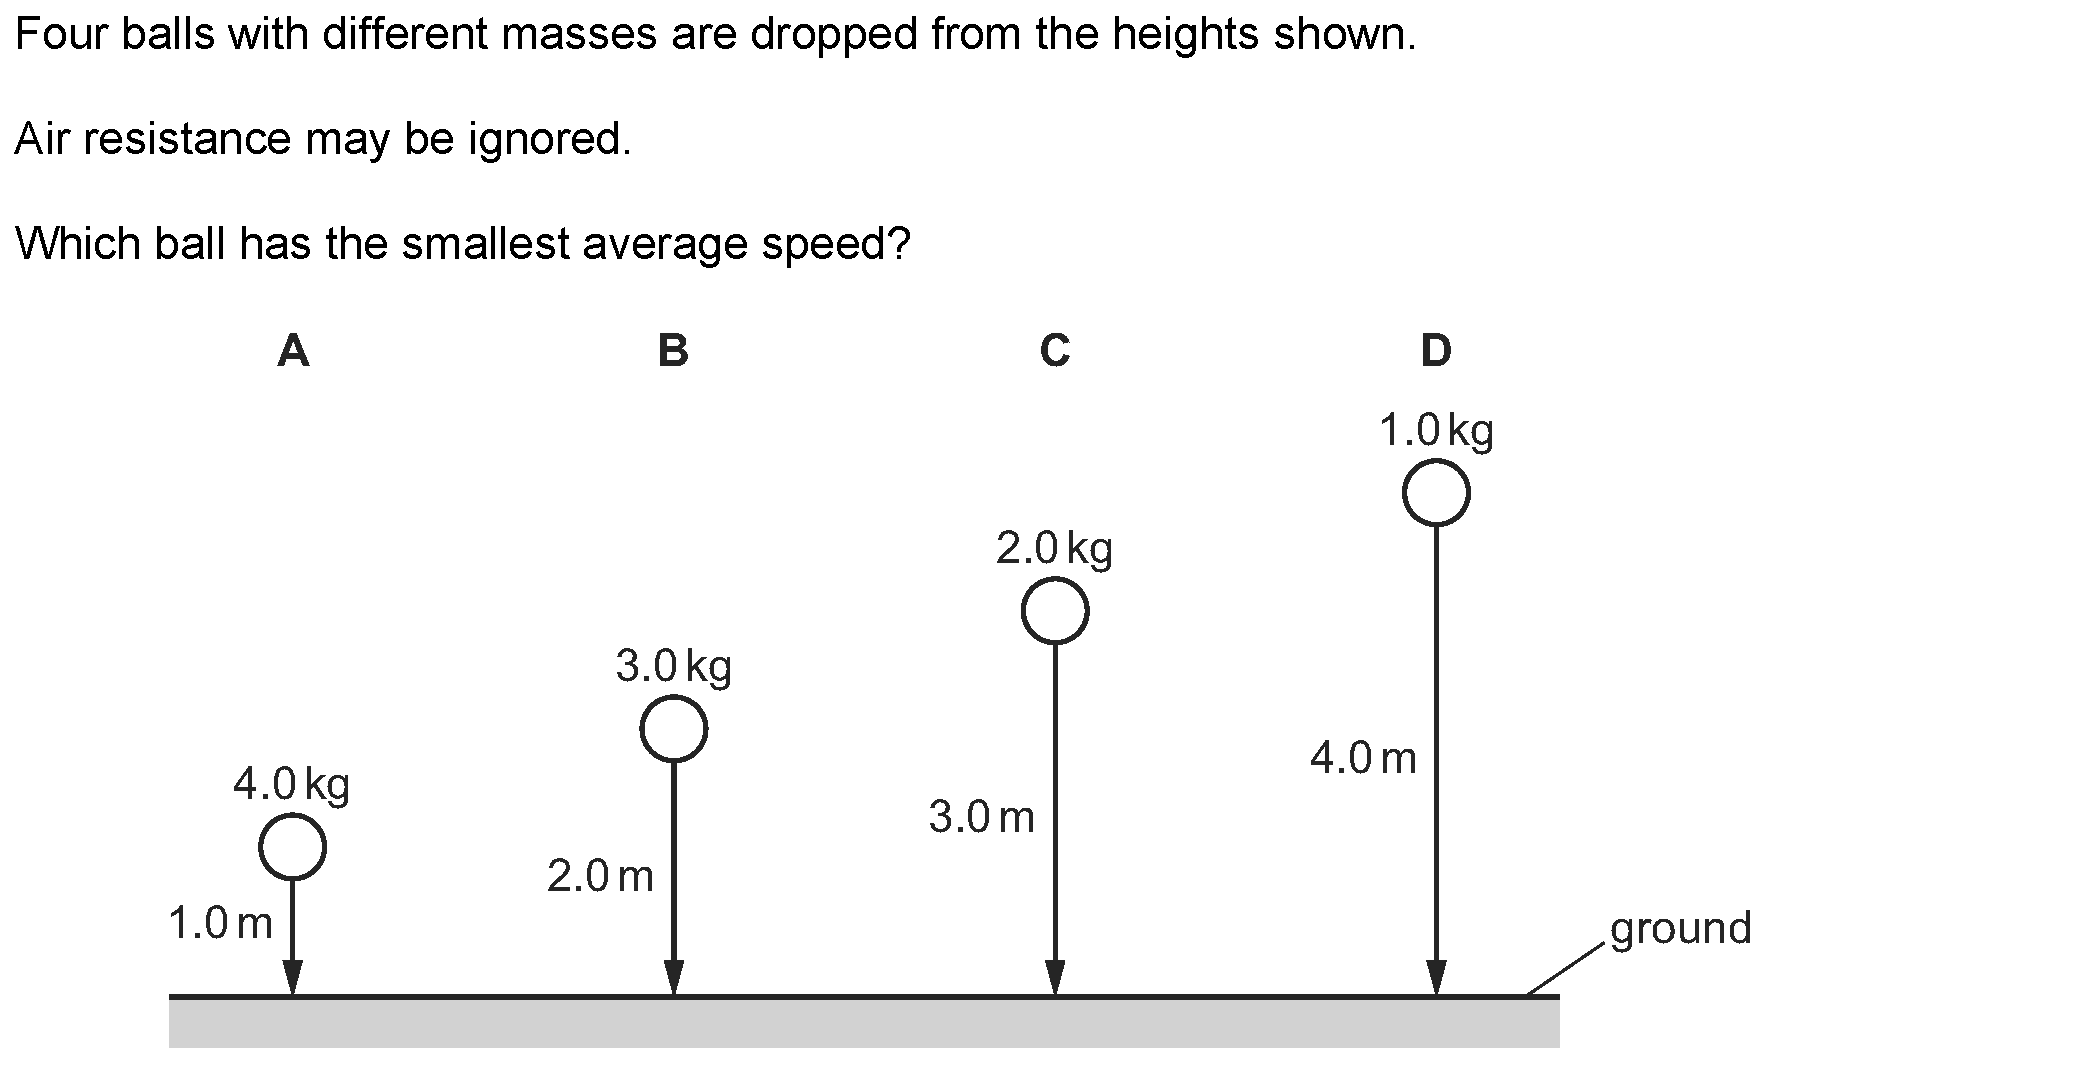 Four balls with different masses are dropped from the heights shown.
Air resistance may be ignored.
Which ball has the smallest average speed?
A B C D
1.0 kg
2.0 kg
3.0 kg
4.0 m
4.0 kg
3.0 m
2.0 m
1.0 m
ground